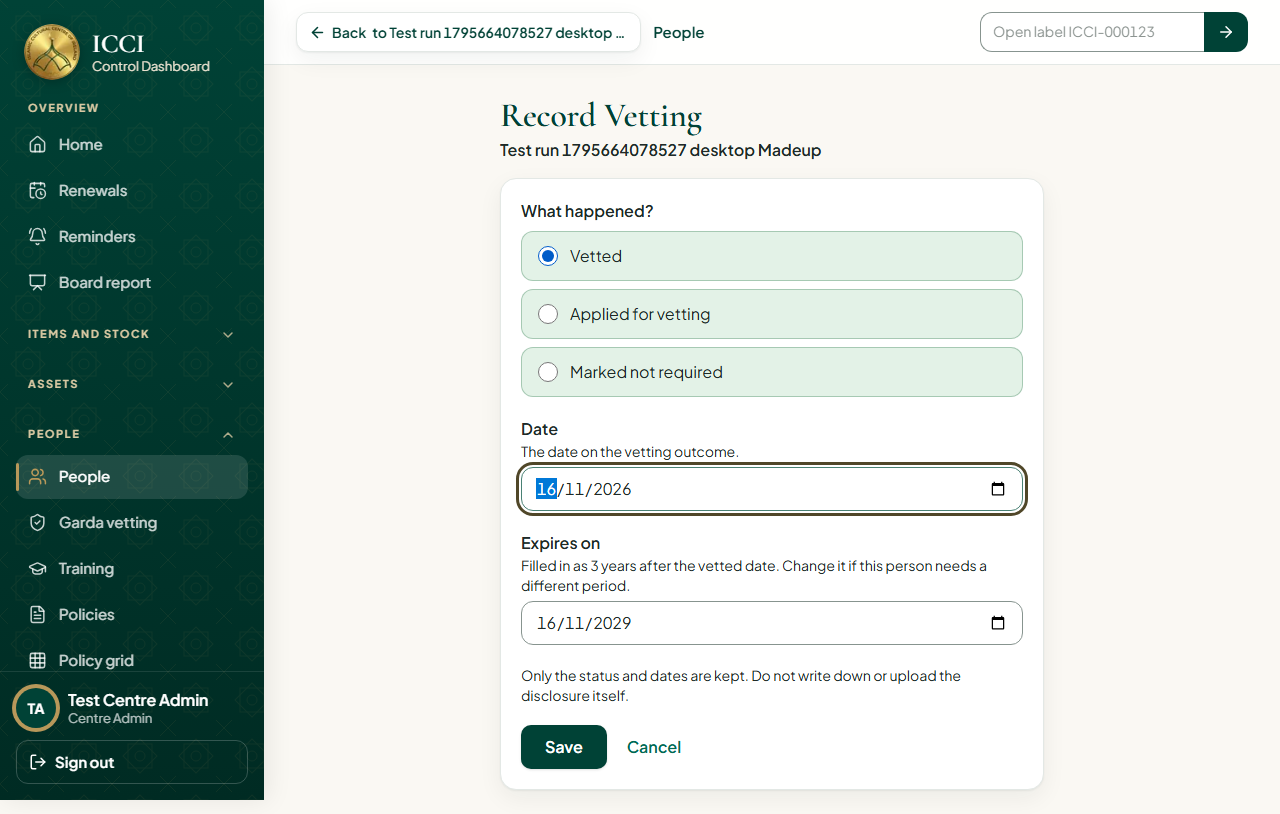 ICCI
Control Dashboard
OVERVIEW
Home
Renewals
Reminders
Board report
ITEMS AND STOCK
ASSETS
PEOPLE
People
Garda vetting
Training
Policies
Policy grid
TA
Test Centre Admin
Centre Admin
Sign out
Back to Test run 1795664078527 desktop ...
People
Open label ICCI-000123
Record Vetting
Test run 1795664078527 desktop Madeup
What happened?
Vetted
Applied for vetting
Marked not required
Date
The date on the vetting outcome.
16/11/2026
Expires on
Filled in as 3 years after the vetted date. Change it if this person needs a
different period.
16/11/2029
Only the status and dates are kept. Do not write down or upload the
disclosure itself.
Save
Cancel